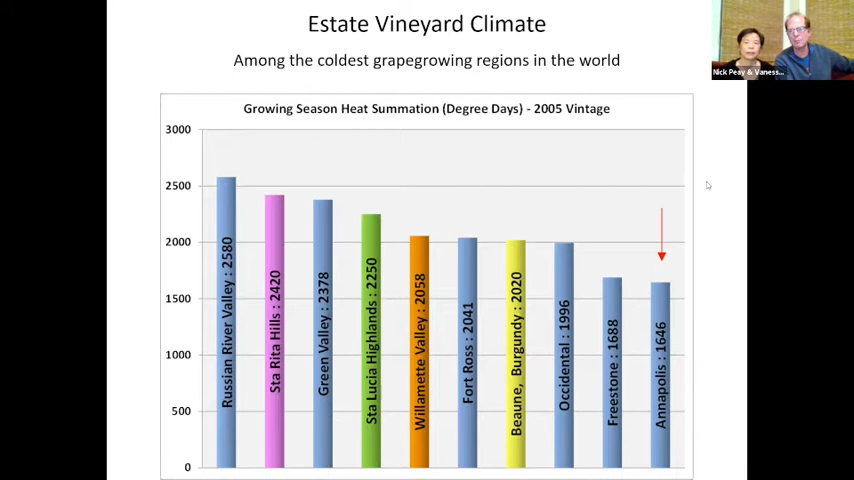 Estate Vineyard Climate
Among the coldest grapegrowing regions in the world
Nick Peay & Vaness...
Growing Season Heat Summation (Degree Days) - 2005 Vintage
3000
2500
2000
1500
1000
500
0
Russian River Valley : 2580
Sta Rita Hills : 2420
Green Valley : 2378
Sta Lucia Highlands : 2250
Willamette Valley : 2058
Fort Ross : 2041
Beaune, Burgundy : 2020
Occidental : 1996
Freestone : 1688
Annapolis : 1646